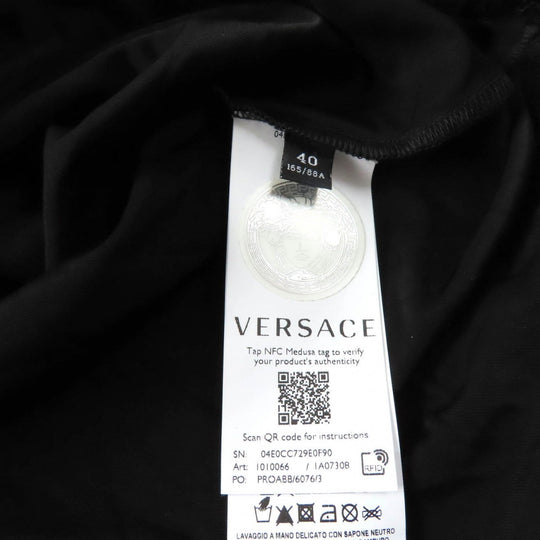 40
165/88A
VERSACE
Tap NFC Medusa tag to verify
your product's authenticity
Scan QR code for instructions
SN: 04E0CC729E0F90
Art: 1010066 / 1A07308
PO: PROABB/6076/3
RFID
LAVAGGIO A MANO DELICATO CON SAPONE NEUTRO